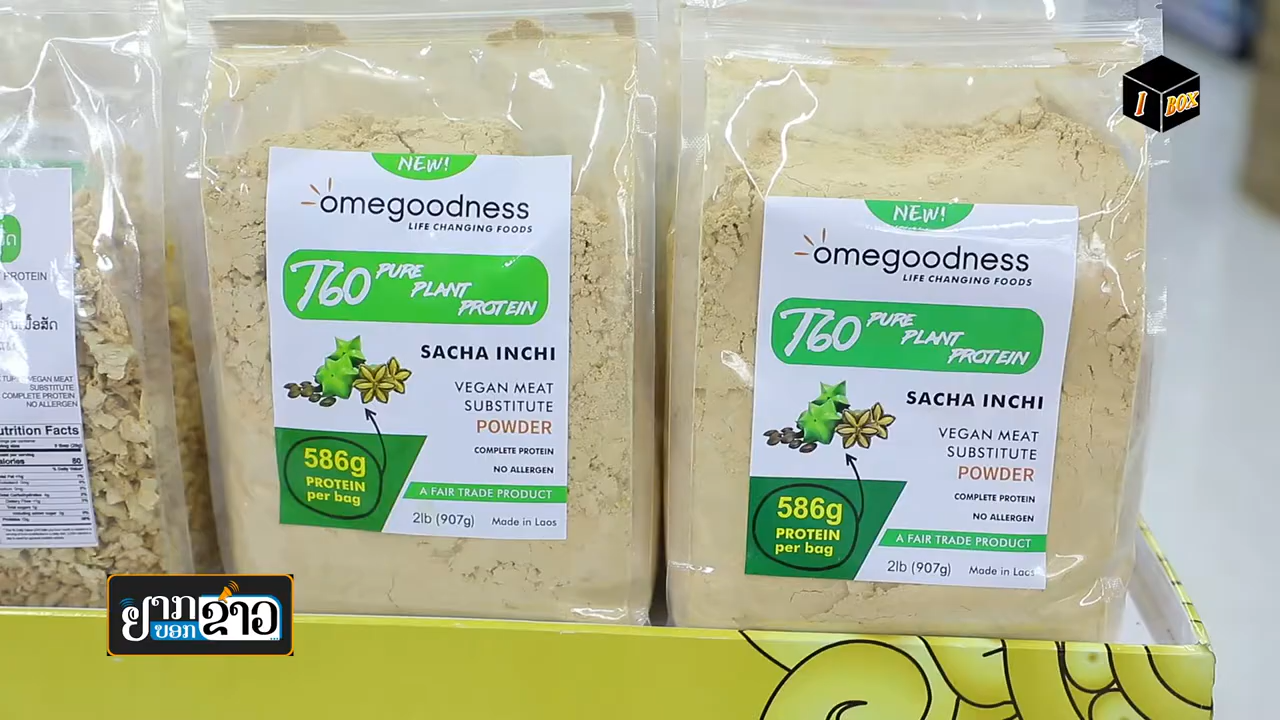 I BOX
PROTEIN
VEGAN MEAT
SUBSTITUTE
COMPLETE PROTEIN
NO ALLERGEN
Nutrition Facts
NEW!
omegoodness
LIFE CHANGING FOODS
T60 PURE
PLANT
PROTEIN
SACHA INCHI
VEGAN MEAT
SUBSTITUTE
POWDER
COMPLETE PROTEIN
NO ALLERGEN
586g
PROTEIN
per bag
A FAIR TRADE PRODUCT
2lb (907g) Made in Laos
NEW!
omegoodness
LIFE CHANGING FOODS
T60 PURE
PLANT
PROTEIN
SACHA INCHI
VEGAN MEAT
SUBSTITUTE
POWDER
COMPLETE PROTEIN
NO ALLERGEN
586g
PROTEIN
per bag
A FAIR TRADE PRODUCT
2lb (907g) Made in Laos
ຢາກ
ບອກ
ຂ່າວ